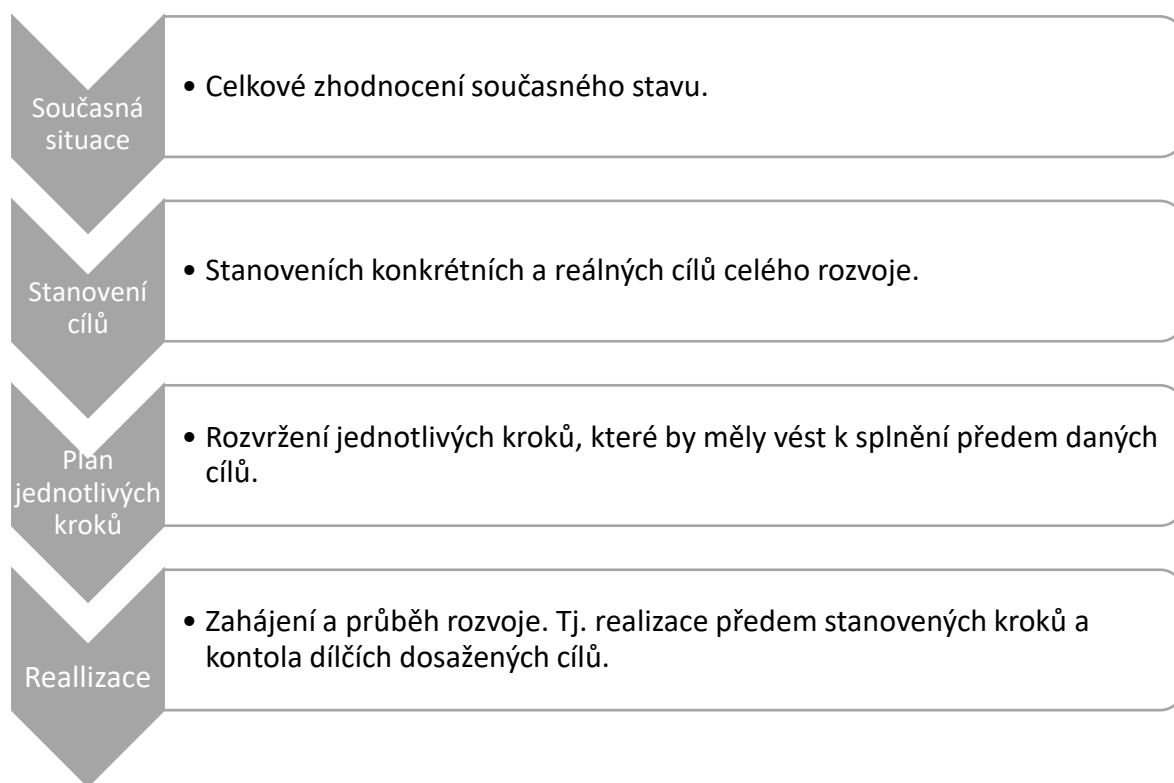 Současná
situace
• Celkové zhodnocení současného stavu.
Stanovení
cílů
• Stanoveních konkrétních a reálných cílů celého rozvoje.
Plán
jednotlivých
kroků
• Rozvržení jednotlivých kroků, které by měly vést k splnění předem daných
cílů.
Reallizace
• Zahájení a průběh rozvoje. Tj. realizace předem stanovených kroků a
kontola dílčích dosažených cílů.